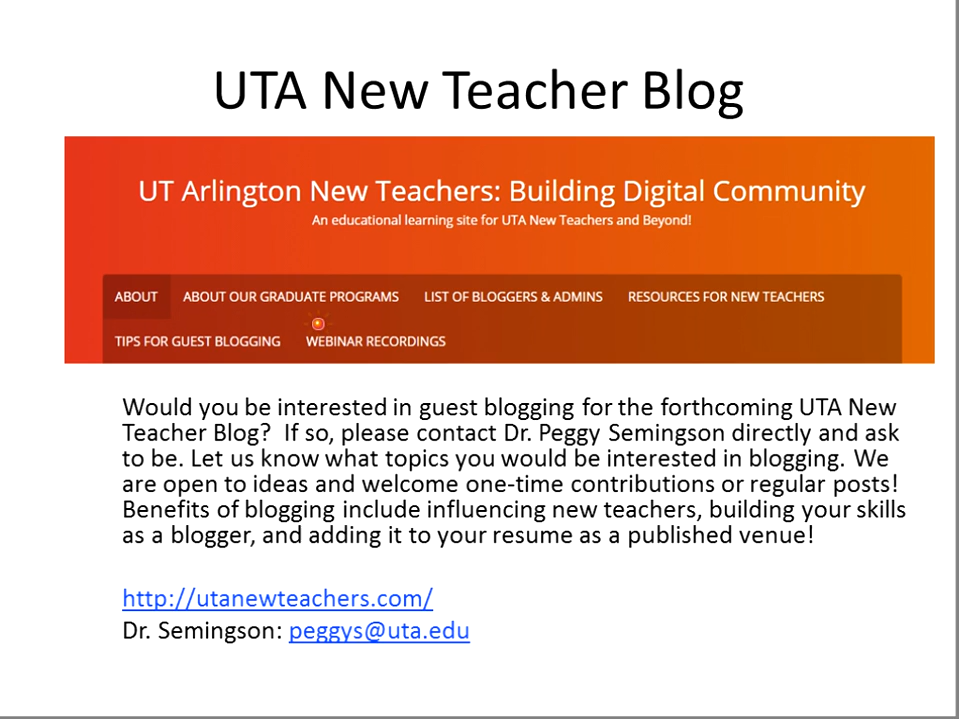 UTA New Teacher Blog
UT Arlington New Teachers: Building Digital Community
An educational learning site for UTA New Teachers and Beyond!
ABOUT ABOUT OUR GRADUATE PROGRAMS LIST OF BLOGGERS & ADMINS RESOURCES FOR NEW TEACHERS
TIPS FOR GUEST BLOGGING WEBINAR RECORDINGS
Would you be interested in guest blogging for the forthcoming UTA New
Teacher Blog?  If so, please contact Dr. Peggy Semingson directly and ask
to be. Let us know what topics you would be interested in blogging. We
are open to ideas and welcome one-time contributions or regular posts!
Benefits of blogging include influencing new teachers, building your skills
as a blogger, and adding it to your resume as a published venue!
http://utanewteachers.com/
Dr. Semingson: peggys@uta.edu